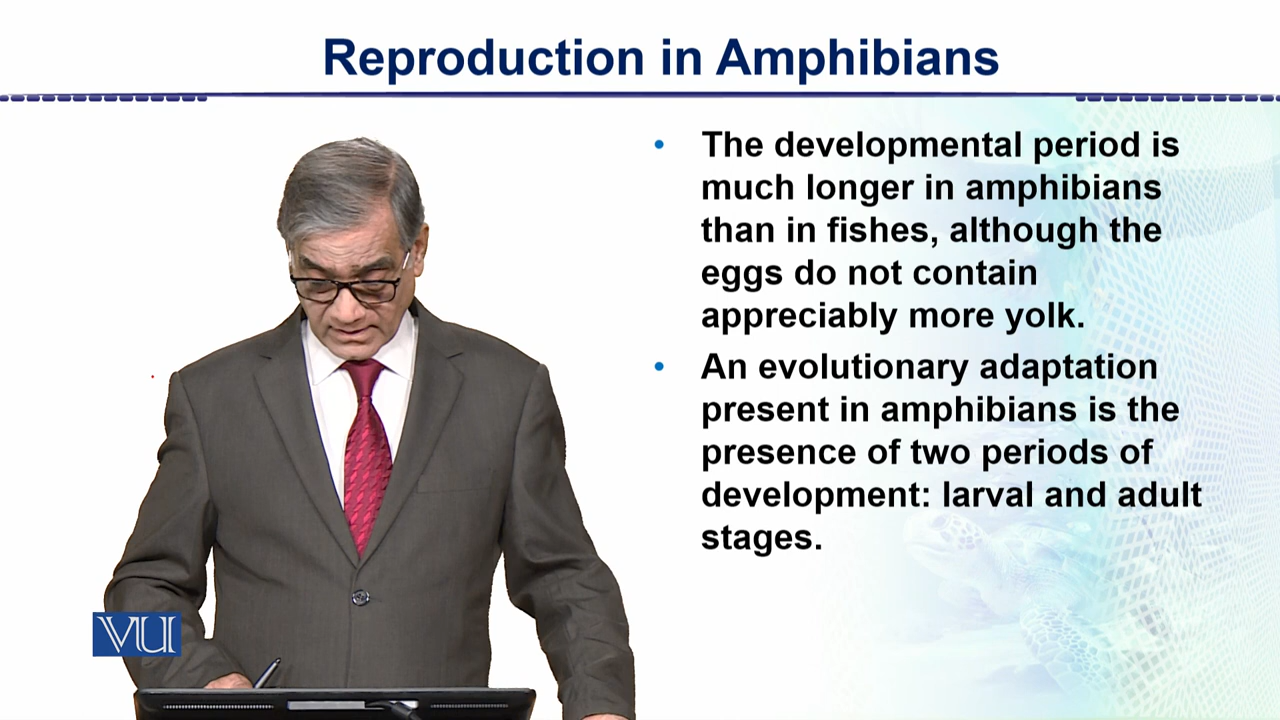 Reproduction in Amphibians
• The developmental period is
much longer in amphibians
than in fishes, although the
eggs do not contain
appreciably more yolk.
• An evolutionary adaptation
present in amphibians is the
presence of two periods of
development: larval and adult
stages.
VU